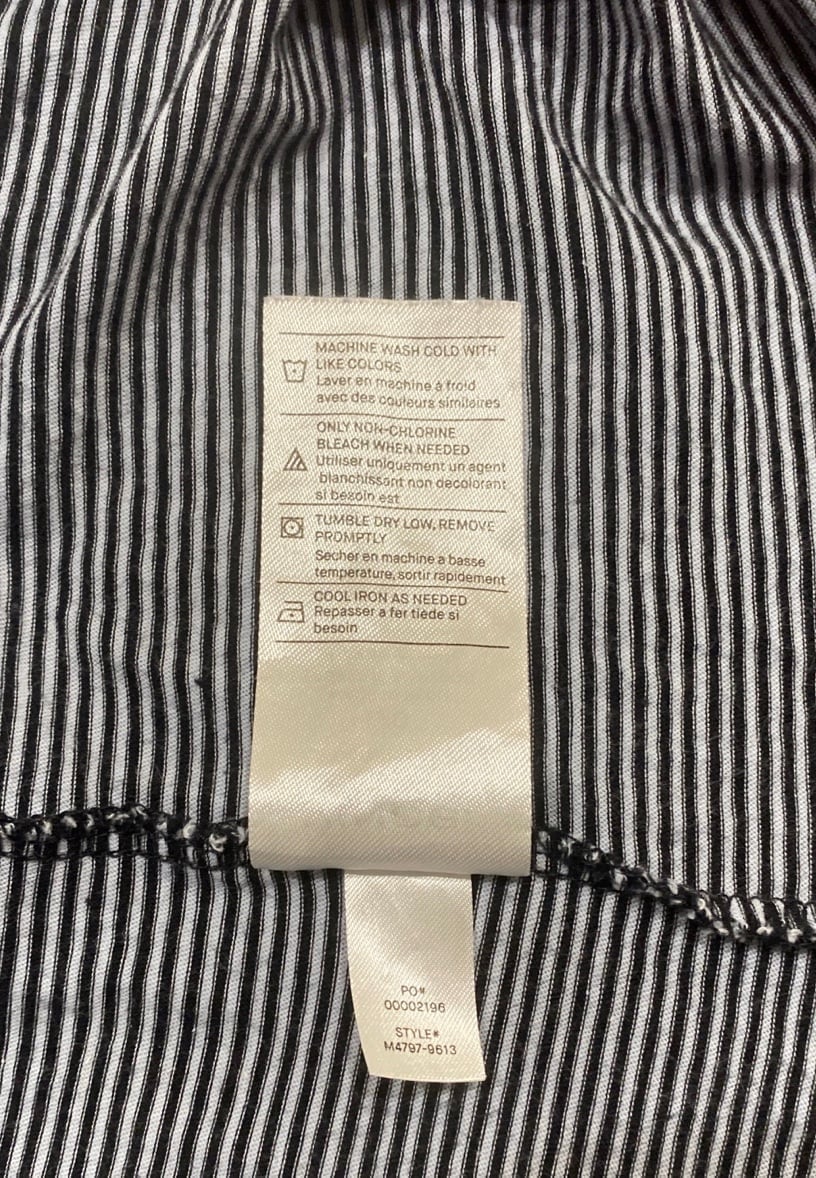 MACHINE WASH COLD WITH
LIKE COLORS
Laver en machine à froid
avec des couleurs similaires
ONLY NON-CHLORINE
BLEACH WHEN NEEDED
Utiliser uniquement un agent
blanchissant non decolorant
si besoin est
TUMBLE DRY LOW, REMOVE
PROMPTLY
Secher en machine a basse
temperature, sortir rapidement
COOL IRON AS NEEDED
Repasser a fer tiède si
besoin
PO#
00002196
STYLE#
M4797-9613